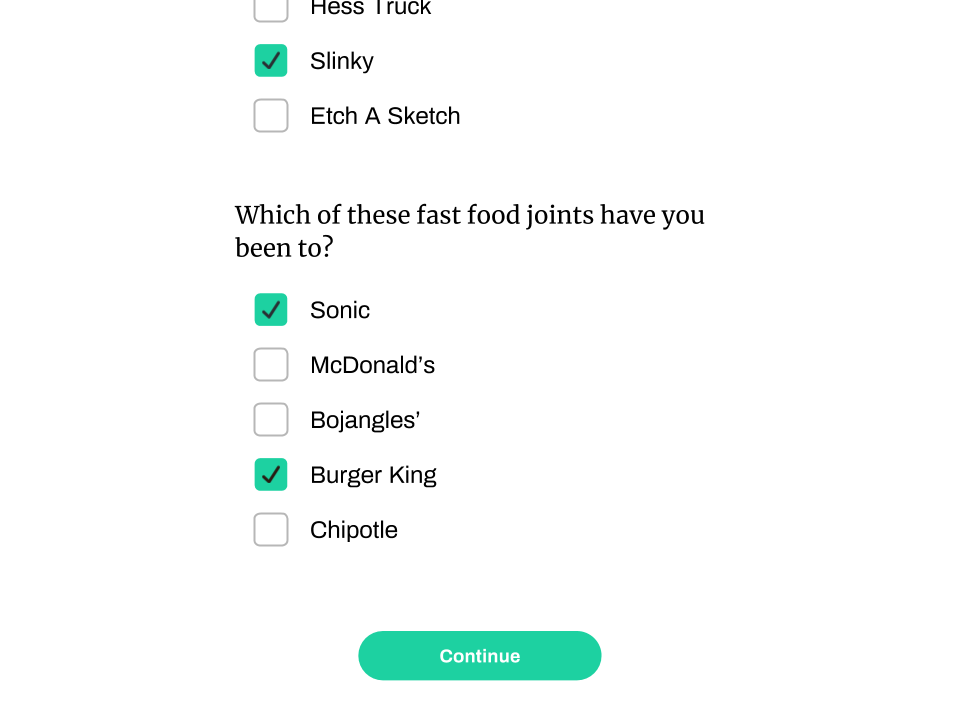 Hess Truck
Slinky
Etch A Sketch
Which of these fast food joints have you
been to?
Sonic
McDonald’s
Bojangles’
Burger King
Chipotle
Continue